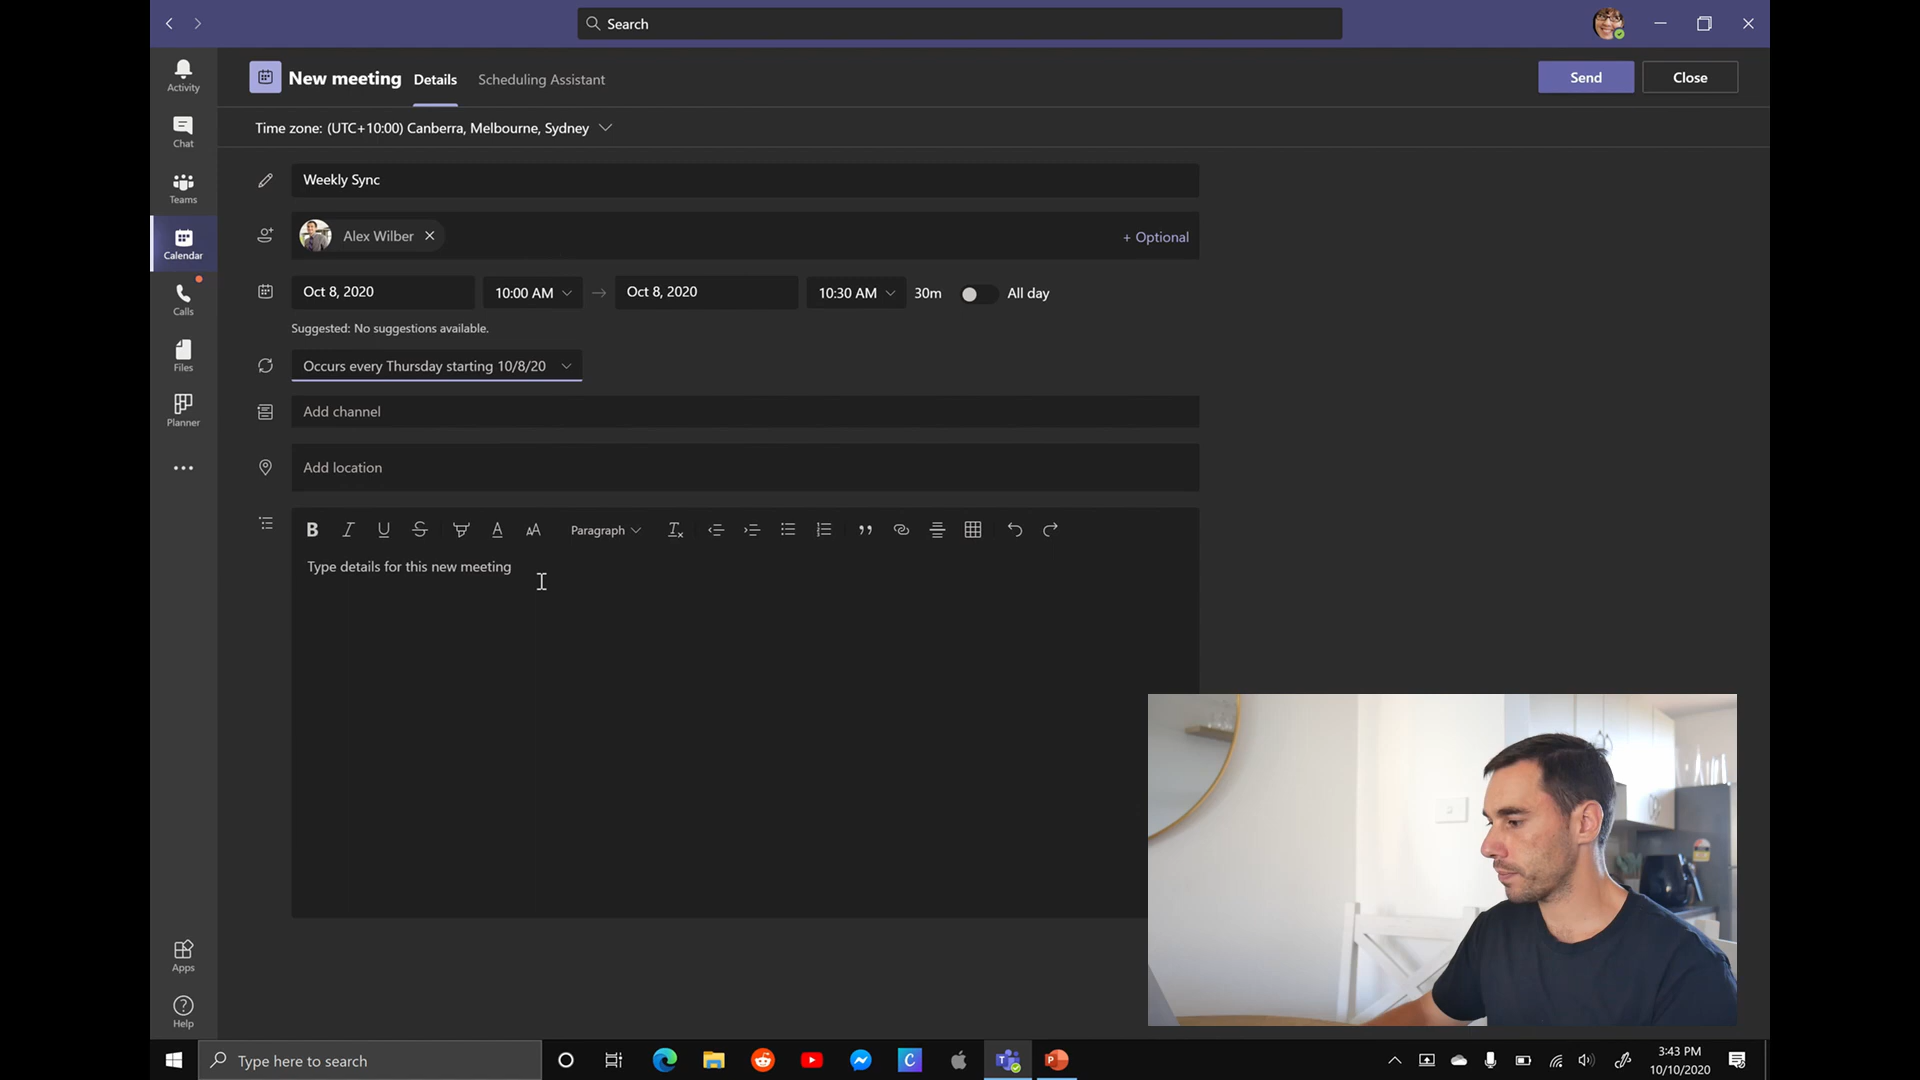 Search
Activity
Chat
Teams
Calendar
Calls
Files
Planner
Apps
Help
New meeting
Details
Scheduling Assistant
Send
Close
Time zone: (UTC+10:00) Canberra, Melbourne, Sydney
Weekly Sync
Alex Wilber
+ Optional
Oct 8, 2020
10:00 AM
Oct 8, 2020
10:30 AM
30m
All day
Suggested: No suggestions available.
Occurs every Thursday starting 10/8/20
Add channel
Add location
B
Paragraph
Type details for this new meeting
Type here to search
3:43 PM
10/10/2020